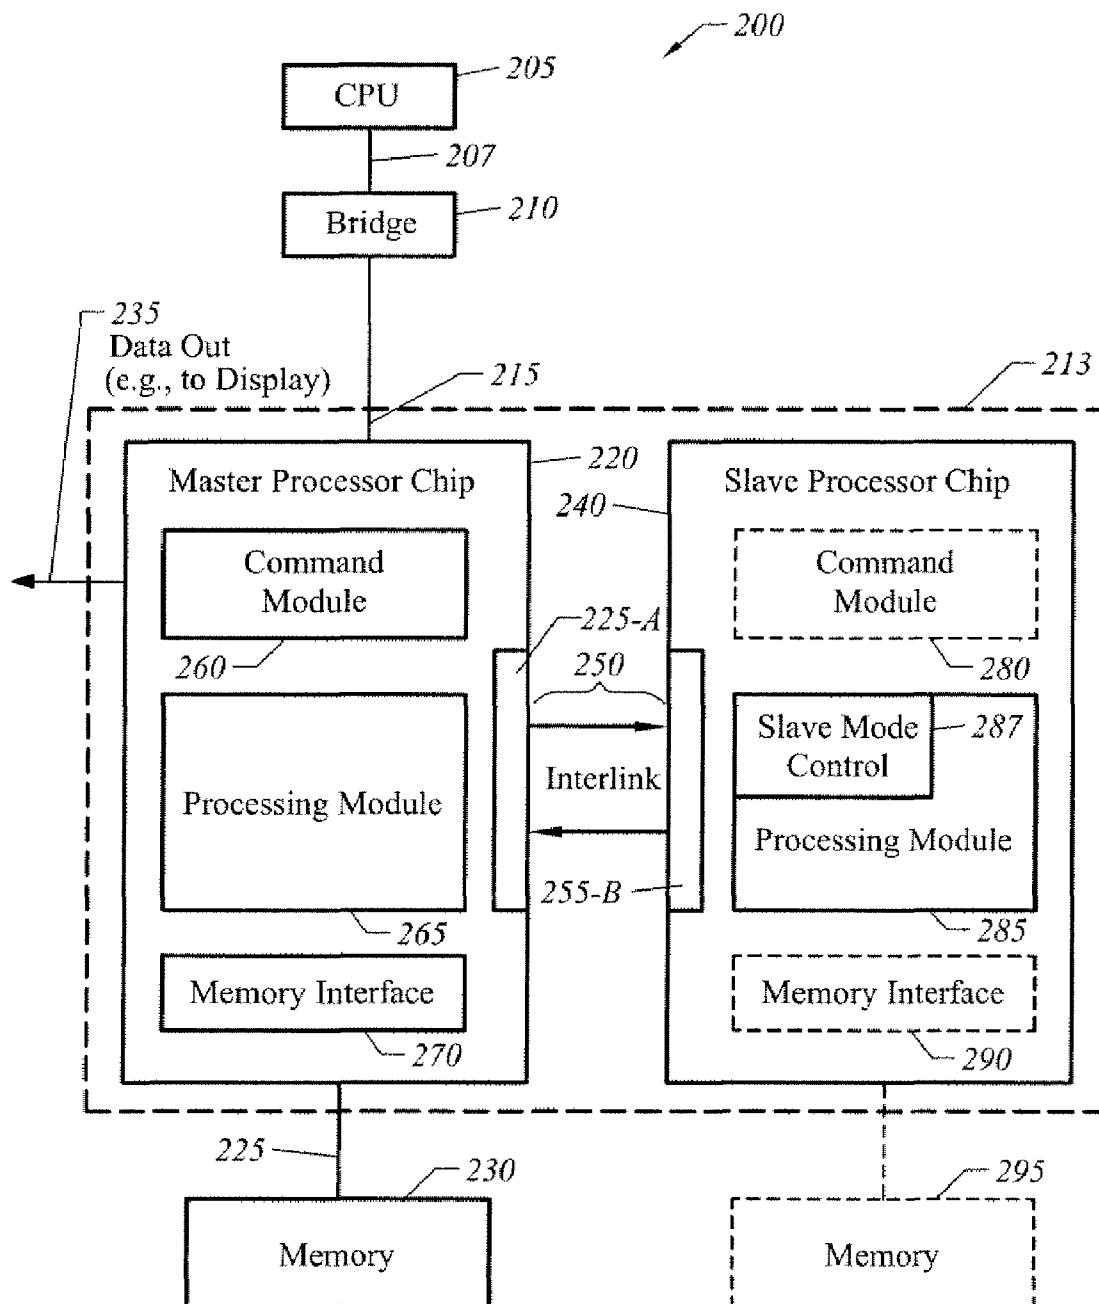 200
205
CPU
207
Bridge
210
235
Data Out
(e.g., to Display)
215
213
Master Processor Chip
220
Slave Processor Chip
240
Command
Module
260
Command
Module
280
225-A
250
Interlink
255-B
Processing Module
265
Slave Mode
Control
287
Processing Module
285
Memory Interface
270
Memory Interface
290
225
230
Memory
295
Memory